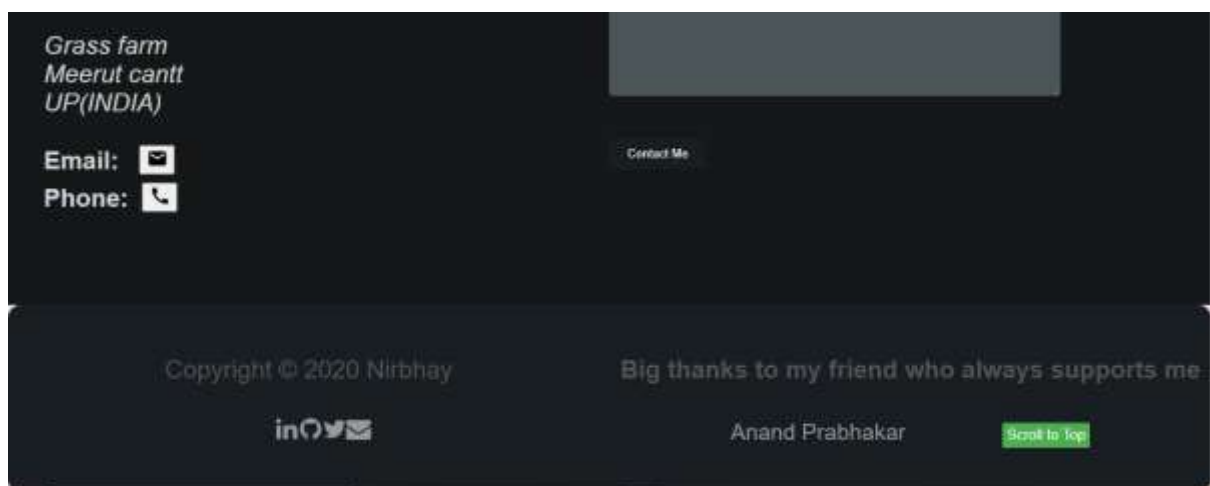 Grass farm
Meerut cantt
UP(INDIA)
Email:
Phone:
Contact Me
Copyright © 2020 Nirbhay
Big thanks to my friend who always supports me
in
Anand Prabhakar
Scroll to Top